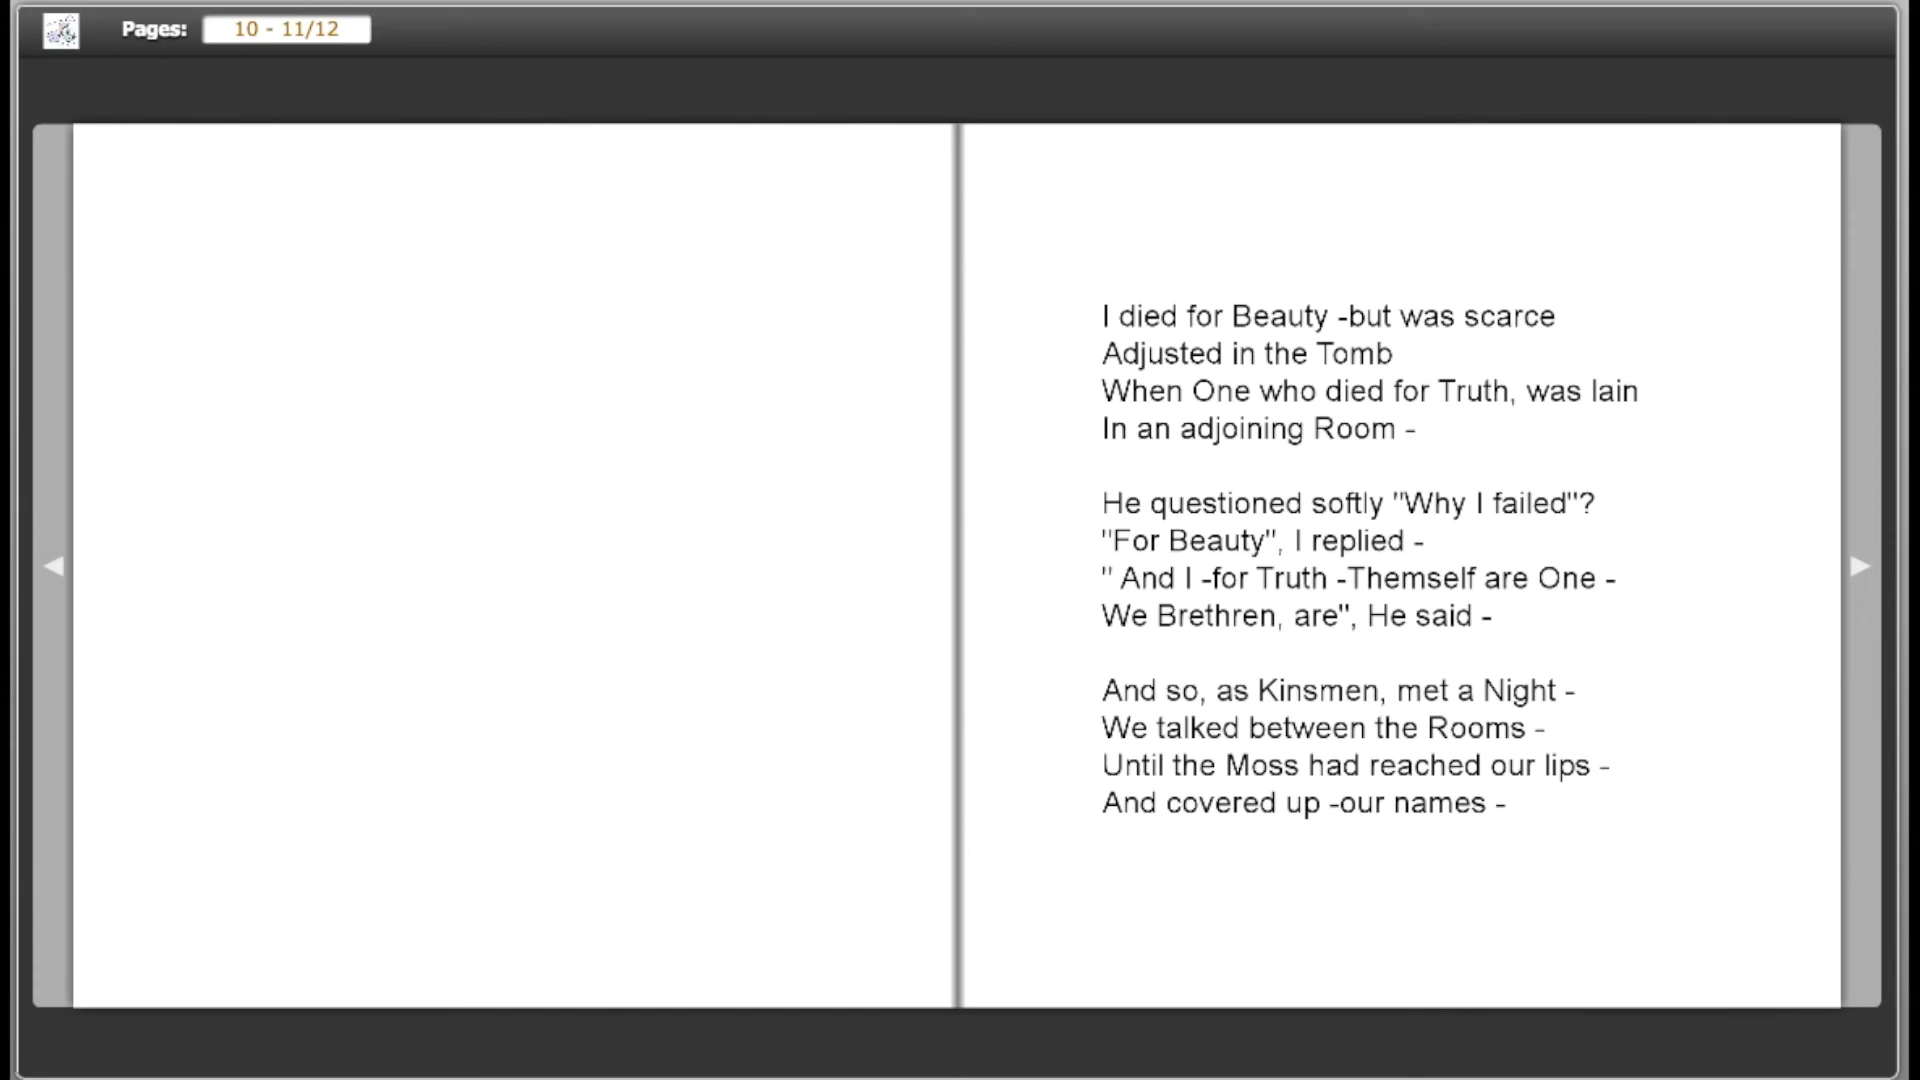 Pages: 10 - 11/12
I died for Beauty -but was scarce
Adjusted in the Tomb
When One who died for Truth, was lain
In an adjoining Room -
He questioned softly "Why I failed"?
"For Beauty", I replied -
" And I -for Truth -Themself are One -
We Brethren, are", He said -
And so, as Kinsmen, met a Night -
We talked between the Rooms -
Until the Moss had reached our lips -
And covered up -our names -